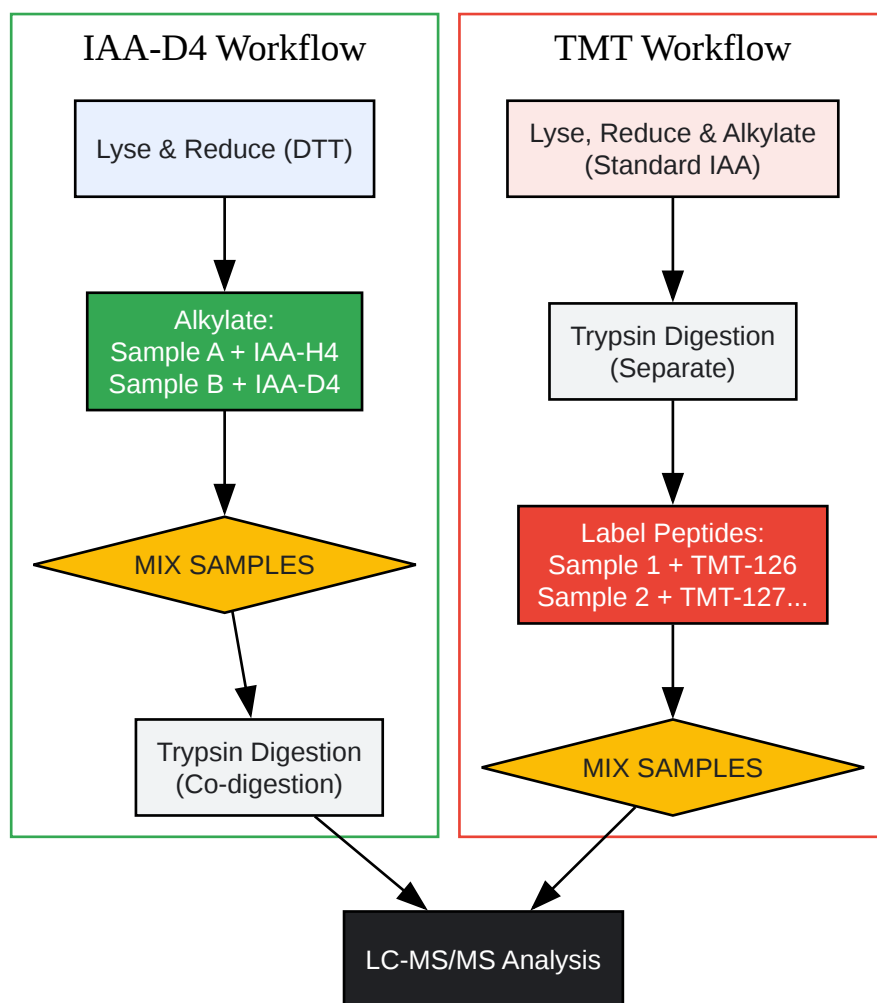 IAA-D4 Workflow
Lyse & Reduce (DTT)
Alkylate:
Sample A + IAA-H4
Sample B + IAA-D4
MIX SAMPLES
Trypsin Digestion
(Co-digestion)
TMT Workflow
Lyse, Reduce & Alkylate
(Standard IAA)
Trypsin Digestion
(Separate)
Label Peptides:
Sample 1 + TMT-126
Sample 2 + TMT-127...
MIX SAMPLES
LC-MS/MS Analysis